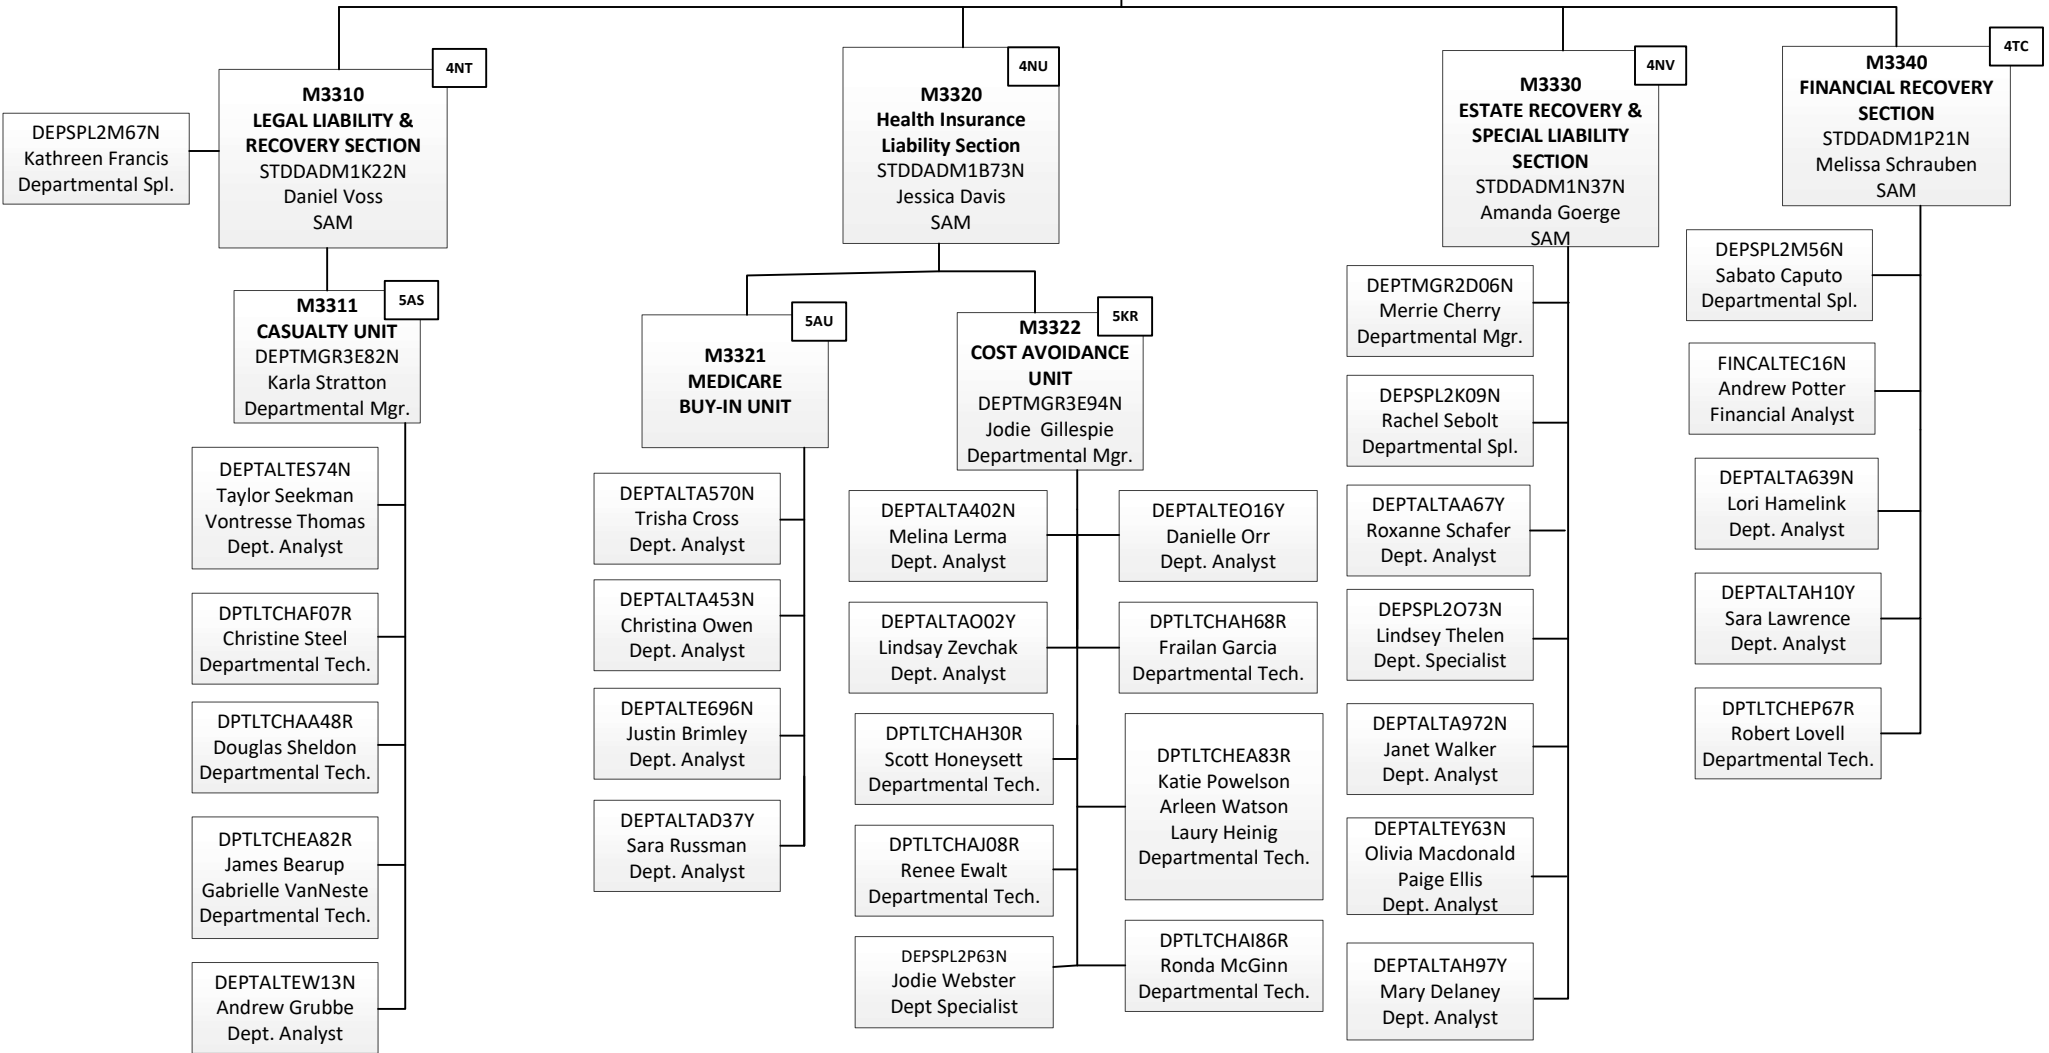 4NT
M3310
LEGAL LIABILITY &
RECOVERY SECTION
STDDADM1K22N
Daniel Voss
SAM
DEPSPL2M67N
Kathreen Francis
Departmental Spl.
5AS
M3311
CASUALTY UNIT
DEPTMGR3E82N
Karla Stratton
Departmental Mgr.
DEPTALTES74N
Taylor Seekman
Vontresse Thomas
Dept. Analyst
DPTLTCHAF07R
Christine Steel
Departmental Tech.
DPTLTCHAA48R
Douglas Sheldon
Departmental Tech.
DPTLTCHEA82R
James Bearup
Gabrielle VanNeste
Departmental Tech.
DEPTALTEW13N
Andrew Grubbe
Dept. Analyst
4NU
M3320
Health Insurance
Liability Section
STDDADM1B73N
Jessica Davis
SAM
5AU
M3321
MEDICARE
BUY-IN UNIT
DEPTALTA570N
Trisha Cross
Dept. Analyst
DEPTALTA453N
Christina Owen
Dept. Analyst
DEPTALTE696N
Justin Brimley
Dept. Analyst
DEPTALTAD37Y
Sara Russman
Dept. Analyst
5KR
M3322
COST AVOIDANCE
UNIT
DEPTMGR3E94N
Jodie  Gillespie
Departmental Mgr.
DEPTALTA402N
Melina Lerma
Dept. Analyst
DEPTALTEO16Y
Danielle Orr
Dept. Analyst
DEPTALTAO02Y
Lindsay Zevchak
Dept. Analyst
DPTLTCHAH68R
Frailan Garcia
Departmental Tech.
DPTLTCHAH30R
Scott Honeysett
Departmental Tech.
DPTLTCHEA83R
Katie Powelson
Arleen Watson
Laury Heinig
Departmental Tech.
DPTLTCHAJ08R
Renee Ewalt
Departmental Tech.
DEPSPL2P63N
Jodie Webster
Dept Specialist
DPTLTCHAI86R
Ronda McGinn
Departmental Tech.
4NV
M3330
ESTATE RECOVERY &
SPECIAL LIABILITY
SECTION
STDDADM1N37N
Amanda Goerge
SAM
DEPTMGR2D06N
Merrie Cherry
Departmental Mgr.
DEPSPL2K09N
Rachel Sebolt
Departmental Spl.
DEPTALTAA67Y
Roxanne Schafer
Dept. Analyst
DEPSPL2O73N
Lindsey Thelen
Dept. Specialist
DEPTALTA972N
Janet Walker
Dept. Analyst
DEPTALTEY63N
Olivia Macdonald
Paige Ellis
Dept. Analyst
DEPTALTAH97Y
Mary Delaney
Dept. Analyst
4TC
M3340
FINANCIAL RECOVERY
SECTION
STDDADM1P21N
Melissa Schrauben
SAM
DEPSPL2M56N
Sabato Caputo
Departmental Spl.
FINCALTEC16N
Andrew Potter
Financial Analyst
DEPTALTA639N
Lori Hamelink
Dept. Analyst
DEPTALTAH10Y
Sara Lawrence
Dept. Analyst
DPTLTCHEP67R
Robert Lovell
Departmental Tech.